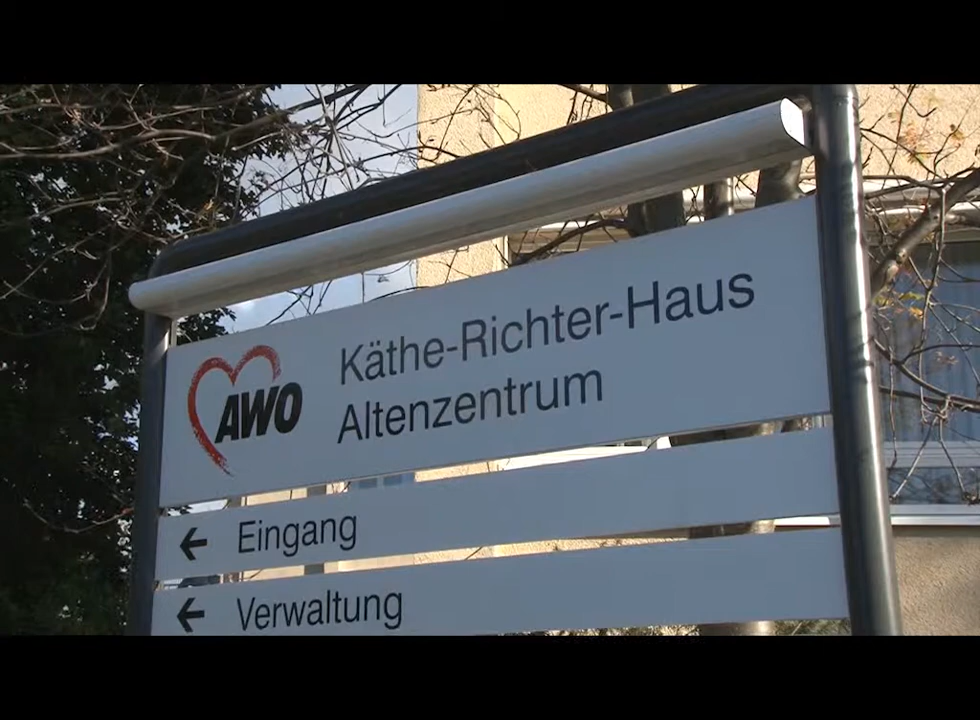 AWO
Käthe-Richter-Haus
Altenzentrum
← Eingang
← Verwaltung